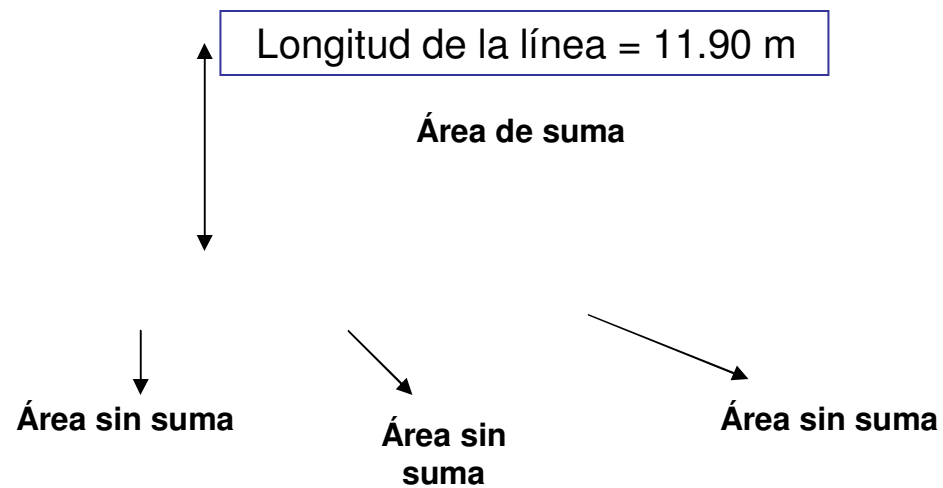 Longitud de la línea = 11.90 m
Área de suma
Área sin suma
Área sin
suma
Área sin suma